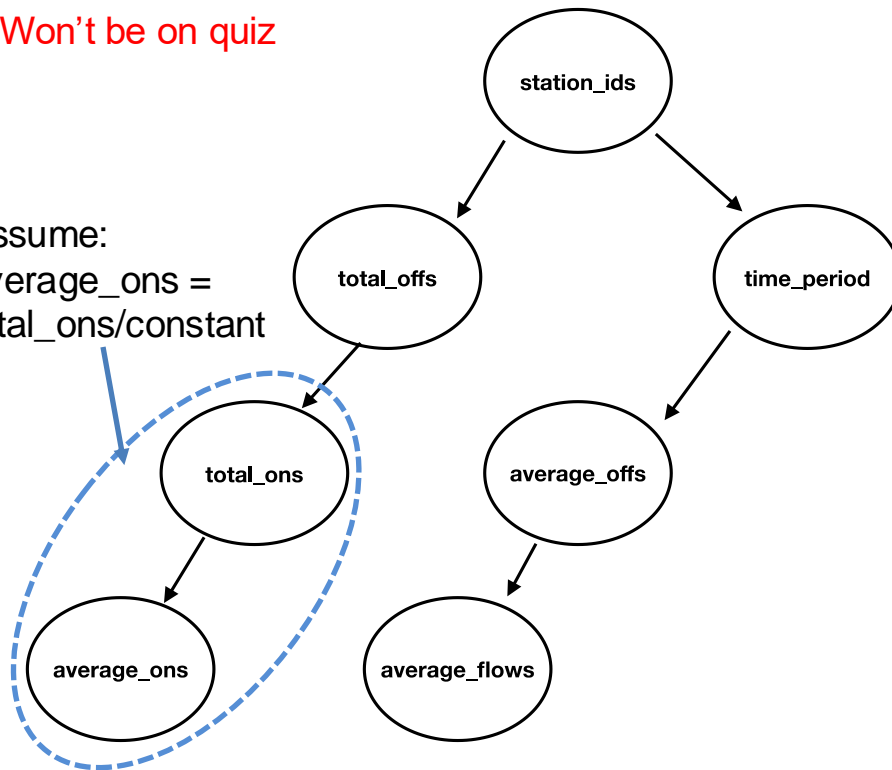 Won't be on quiz
station_ids
ssume:
verage_ons =
tal_ons/constant
total_offs
time_period
total_ons
average_offs
average_ons
average_flows